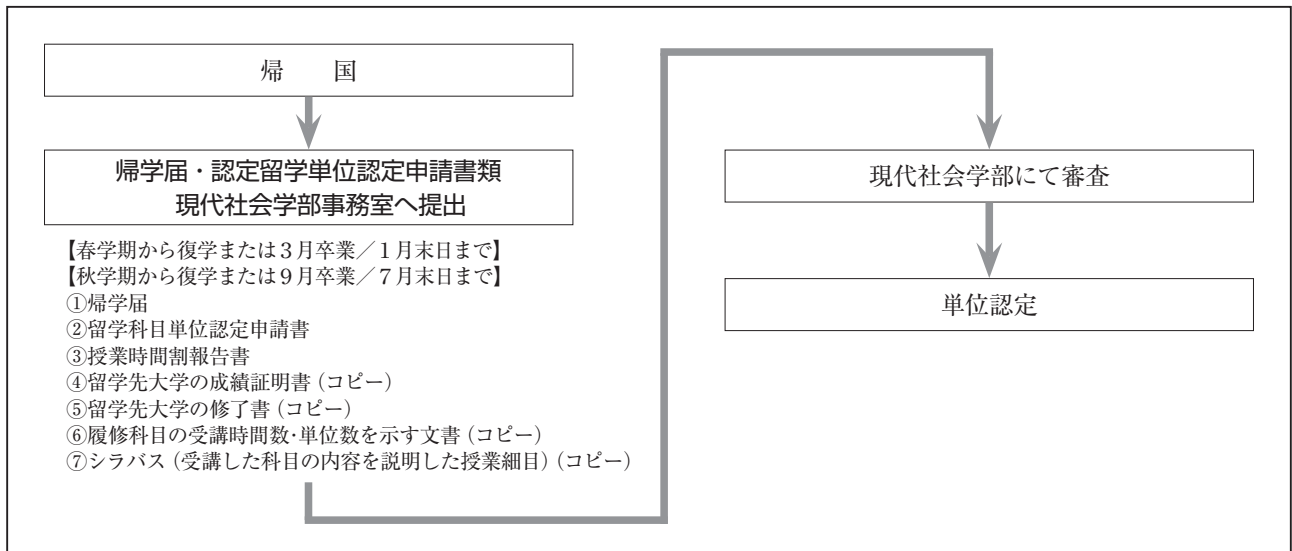 帰　国
帰学届・認定留学単位認定申請書類
現代社会学部事務室へ提出
【春学期から復学または３月卒業／１月末日まで】
【秋学期から復学または９月卒業／７月末日まで】
①帰学届
②留学科目単位認定申請書
③授業時間割報告書
④留学先大学の成績証明書（コピー）
⑤留学先大学の修了書（コピー）
⑥履修科目の受講時間数・単位数を示す文書（コピー）
⑦シラバス（受講した科目の内容を説明した授業細目）（コピー）
現代社会学部にて審査
単位認定